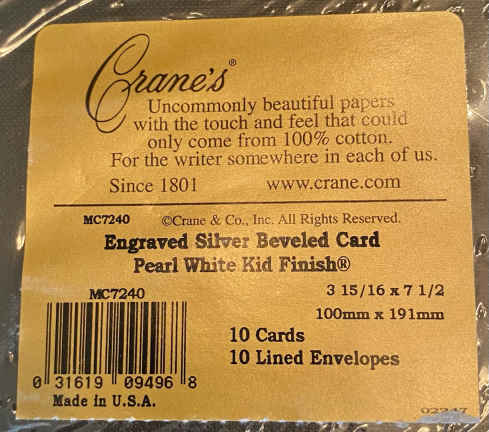 Crane's®
Uncommonly beautiful papers
with the touch and feel that could
only come from 100% cotton.
For the writer somewhere in each of us.
Since 1801 www.crane.com
MC7240 ©Crane & Co., Inc. All Rights Reserved.
Engraved Silver Beveled Card
Pearl White Kid Finish®
MC7240 3 15/16 x 7 1/2
100mm x 191mm
10 Cards
10 Lined Envelopes
0 31619 09496 8
Made in U.S.A.